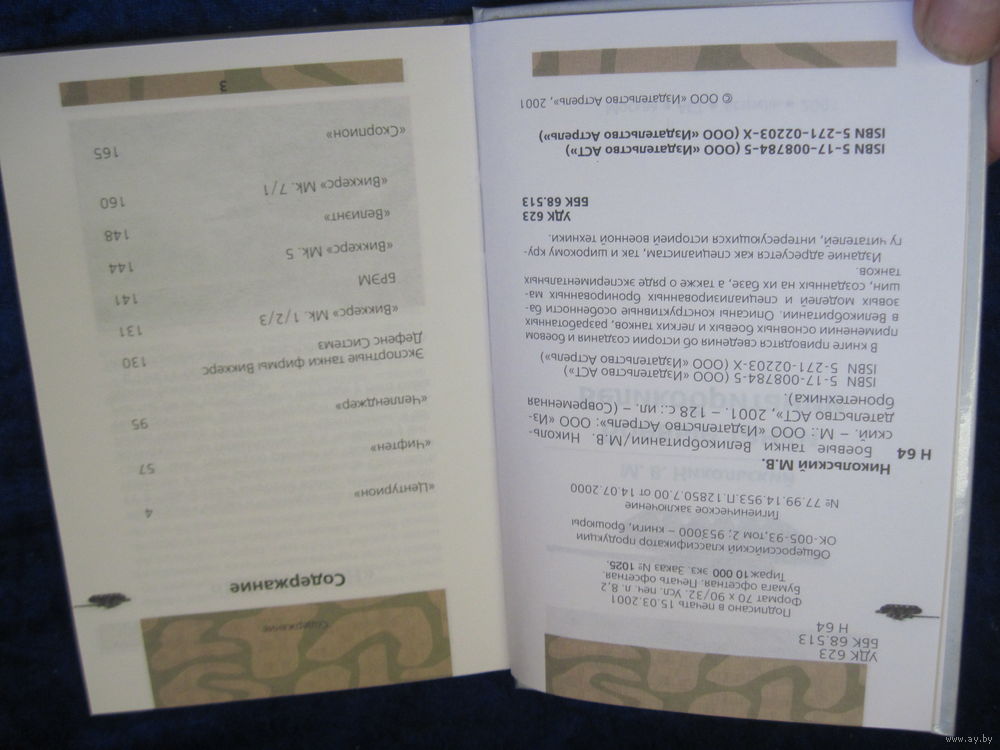 УДК 623
ББК 68.513
Н 64
Подписано в печать 15.03.2001
Формат 70 х 90/32. Усл. печ. л. 8,2
Бумага офсетная. Печать офсетная.
Тираж 10 000 экз. Заказ № 1025.
Общероссийский классификатор продукции
ОК-005-93,том 2; 953000 – книги, брошюры
Гигиеническое заключение
№ 77.99.14.953.П.12850.7.00 от 14.07.2000
Никольский М.В.
Н 64 Боевые танки Великобритании/М.В. Николь-
ский. – М.: ООО «Издательство Астрель»: ООО «Из-
дательство АСТ», 2001. – 128 с.: ил. – (Современная
бронетехника).
ISBN 5-17-008784-5 (ООО «Издательство АСТ»)
ISBN 5-271-02203-X (ООО «Издательство Астрель»)
В книге приводятся сведения об истории создания и боевом
применении основных боевых и легких танков, разработанных
в Великобритании. Описаны конструктивные особенности ба-
зовых моделей и специализированных бронированных ма-
шин, созданных на их базе, а также о ряде экспериментальных
танков.
Издание адресуется как специалистам, так и широкому кру-
гу читателей, интересующихся историей военной техники.
УДК 623
ББК 68.513
ISBN 5-17-008784-5 (ООО «Издательство АСТ»)
ISBN 5-271-02203-X (ООО «Издательство Астрель»)
© ООО «Издательство Астрель», 2001
Содержание
Содержание
«Центурион» 4
«Чифтен» 57
«Челленджер» 95
Экспортные танки фирмы Виккерс
Дефенс Системз 130
«Виккерс» Mk. 1/2/3 131
БРЭМ 141
«Виккерс» Mk. 5 144
«Велиэнт» 148
«Виккерс» Mk. 7/1 160
«Скорпион» 165
3
www.ay.by